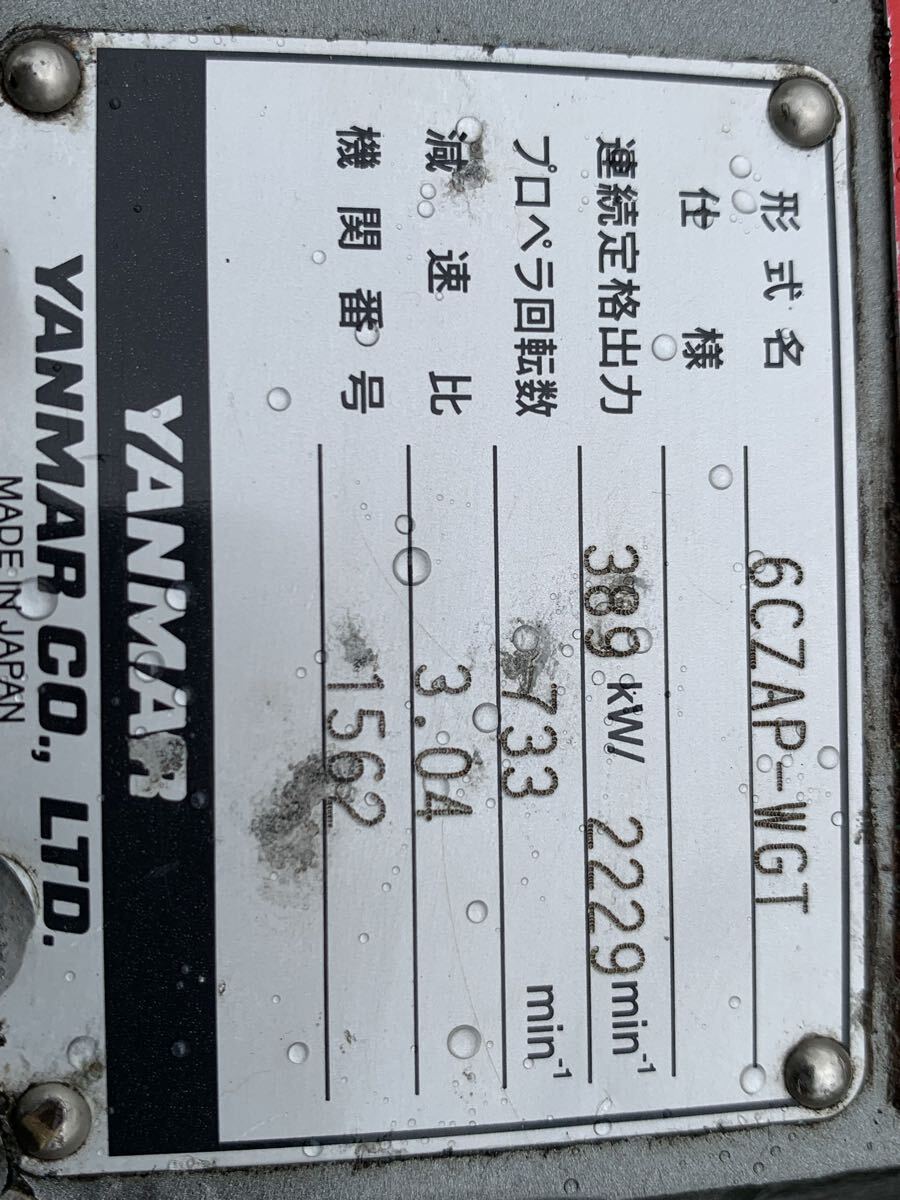 形式名 6CZAP-WGT
仕様
連続定格出力 389 kW/ 2229 min-1
プロペラ回転数 733 min-1
減速比 3.04
機関番号 1562
YANMAR
YANMAR CO., LTD.
MADE IN JAPAN